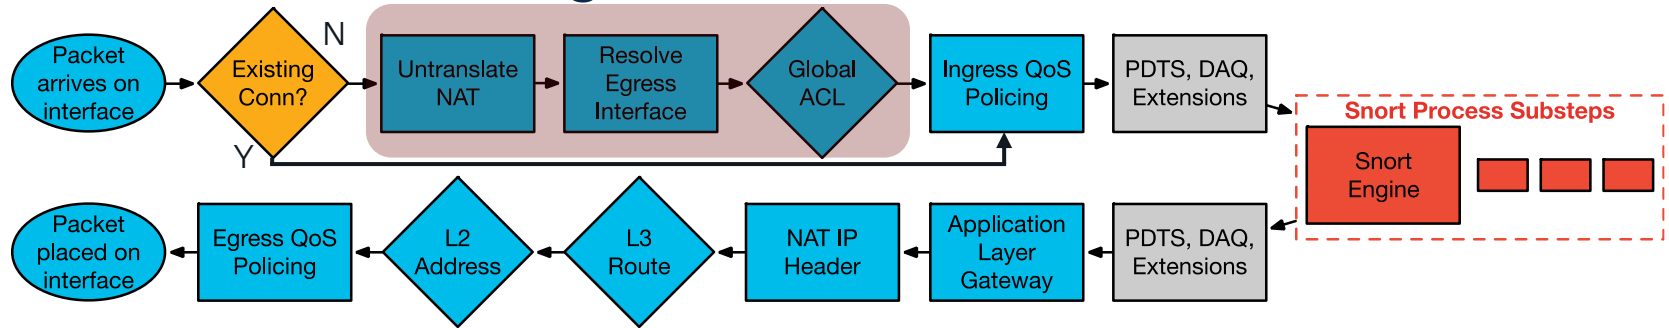 Packet
arrives on
interface
Existing
Conn?
N
Y
Untranslate
NAT
Resolve
Egress
Interface
Global
ACL
Ingress QoS
Policing
PDTS, DAQ,
Extensions
Snort Process Substeps
Snort
Engine
Packet
placed on
interface
Egress QoS
Policing
L2
Address
L3
Route
NAT IP
Header
Application
Layer
Gateway
PDTS, DAQ,
Extensions